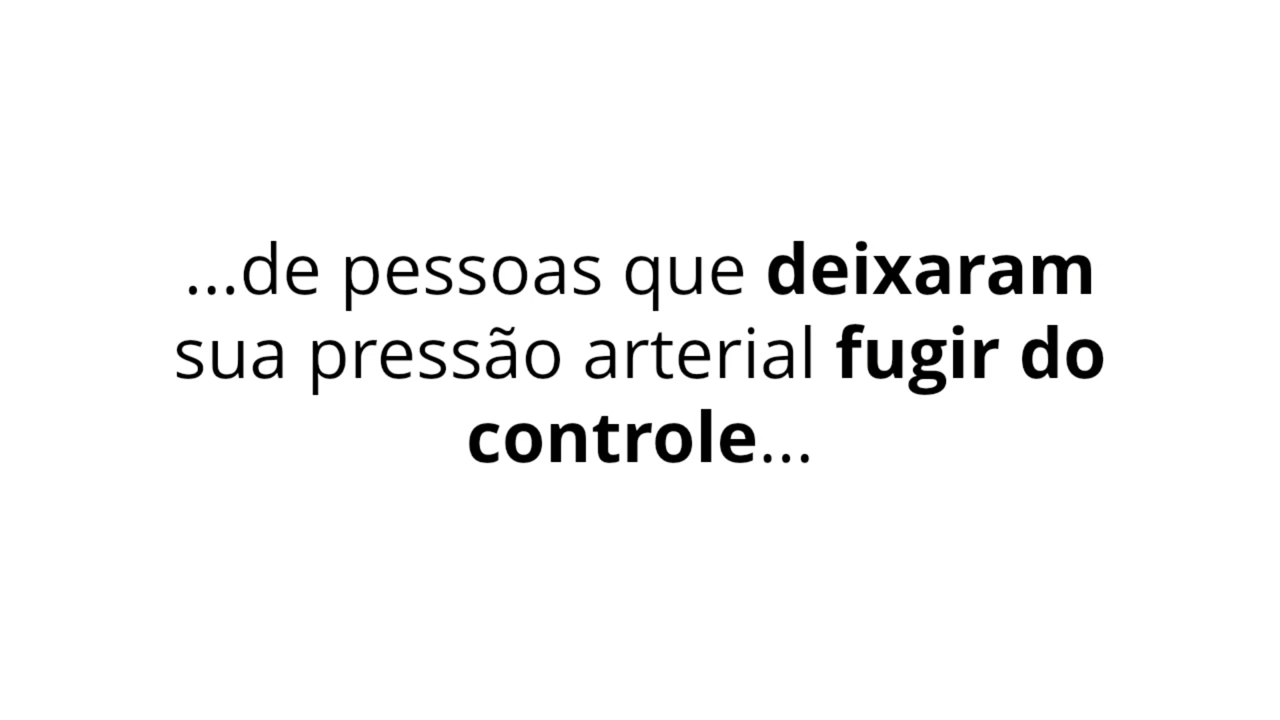 ...de pessoas que deixaram
sua pressão arterial fugir do
controle...